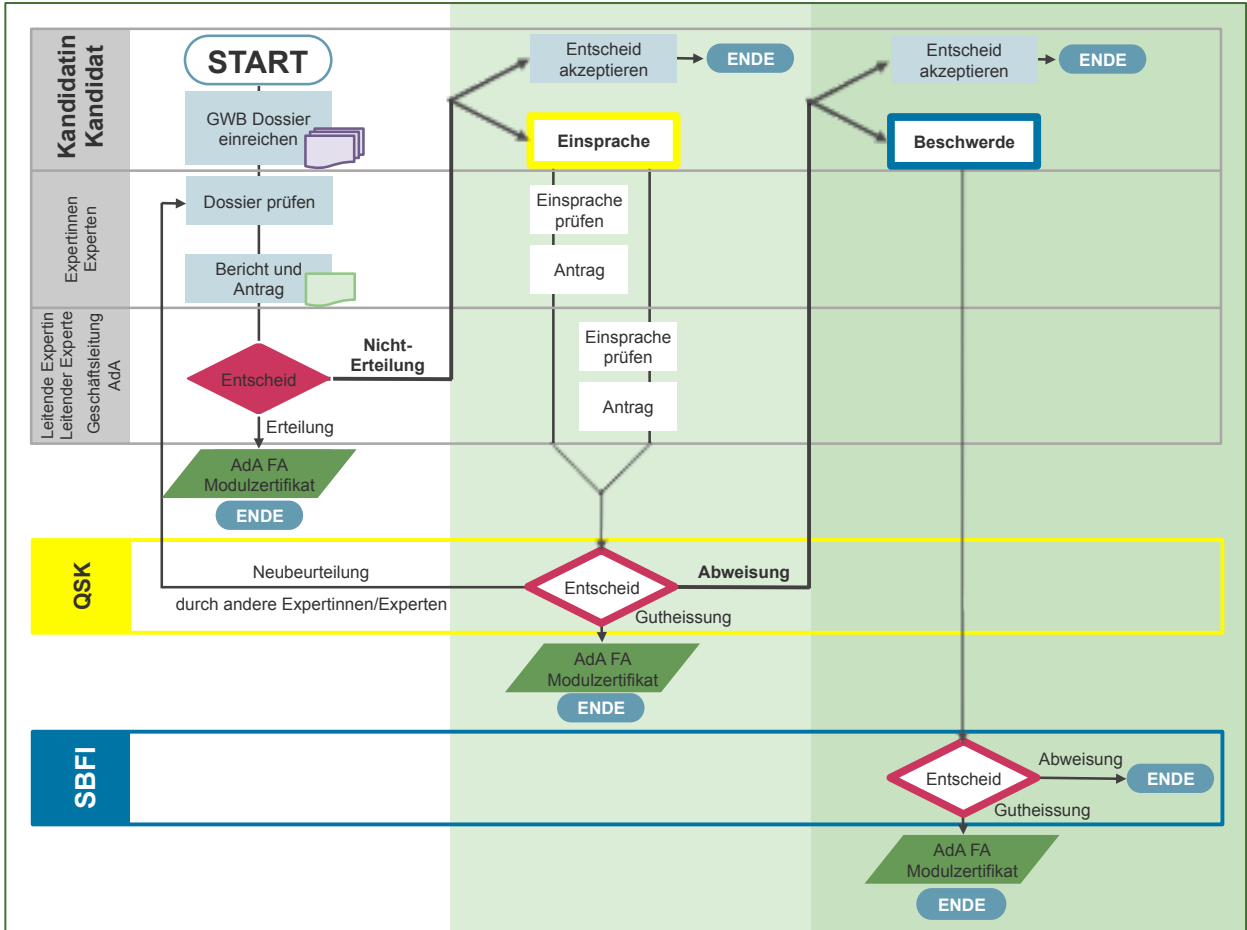 Kandidatin
Kandidat
START
GWB Dossier
einreichen
Entscheid
akzeptieren
ENDE
Einsprache
Entscheid
akzeptieren
ENDE
Beschwerde
Expertinnen
Experten
Dossier prüfen
Bericht und
Antrag
Einsprache
prüfen
Antrag
Leitende Expertin
Leitender Experte
Geschäftsleitung
AdA
Entscheid
Nicht-
Erteilung
Erteilung
Einsprache
prüfen
Antrag
AdA FA
Modulzertifikat
ENDE
QSK
Neubeurteilung
durch andere Expertinnen/Experten
Entscheid
Abweisung
Gutheissung
AdA FA
Modulzertifikat
ENDE
SBFI
Entscheid
Abweisung
ENDE
Gutheissung
AdA FA
Modulzertifikat
ENDE